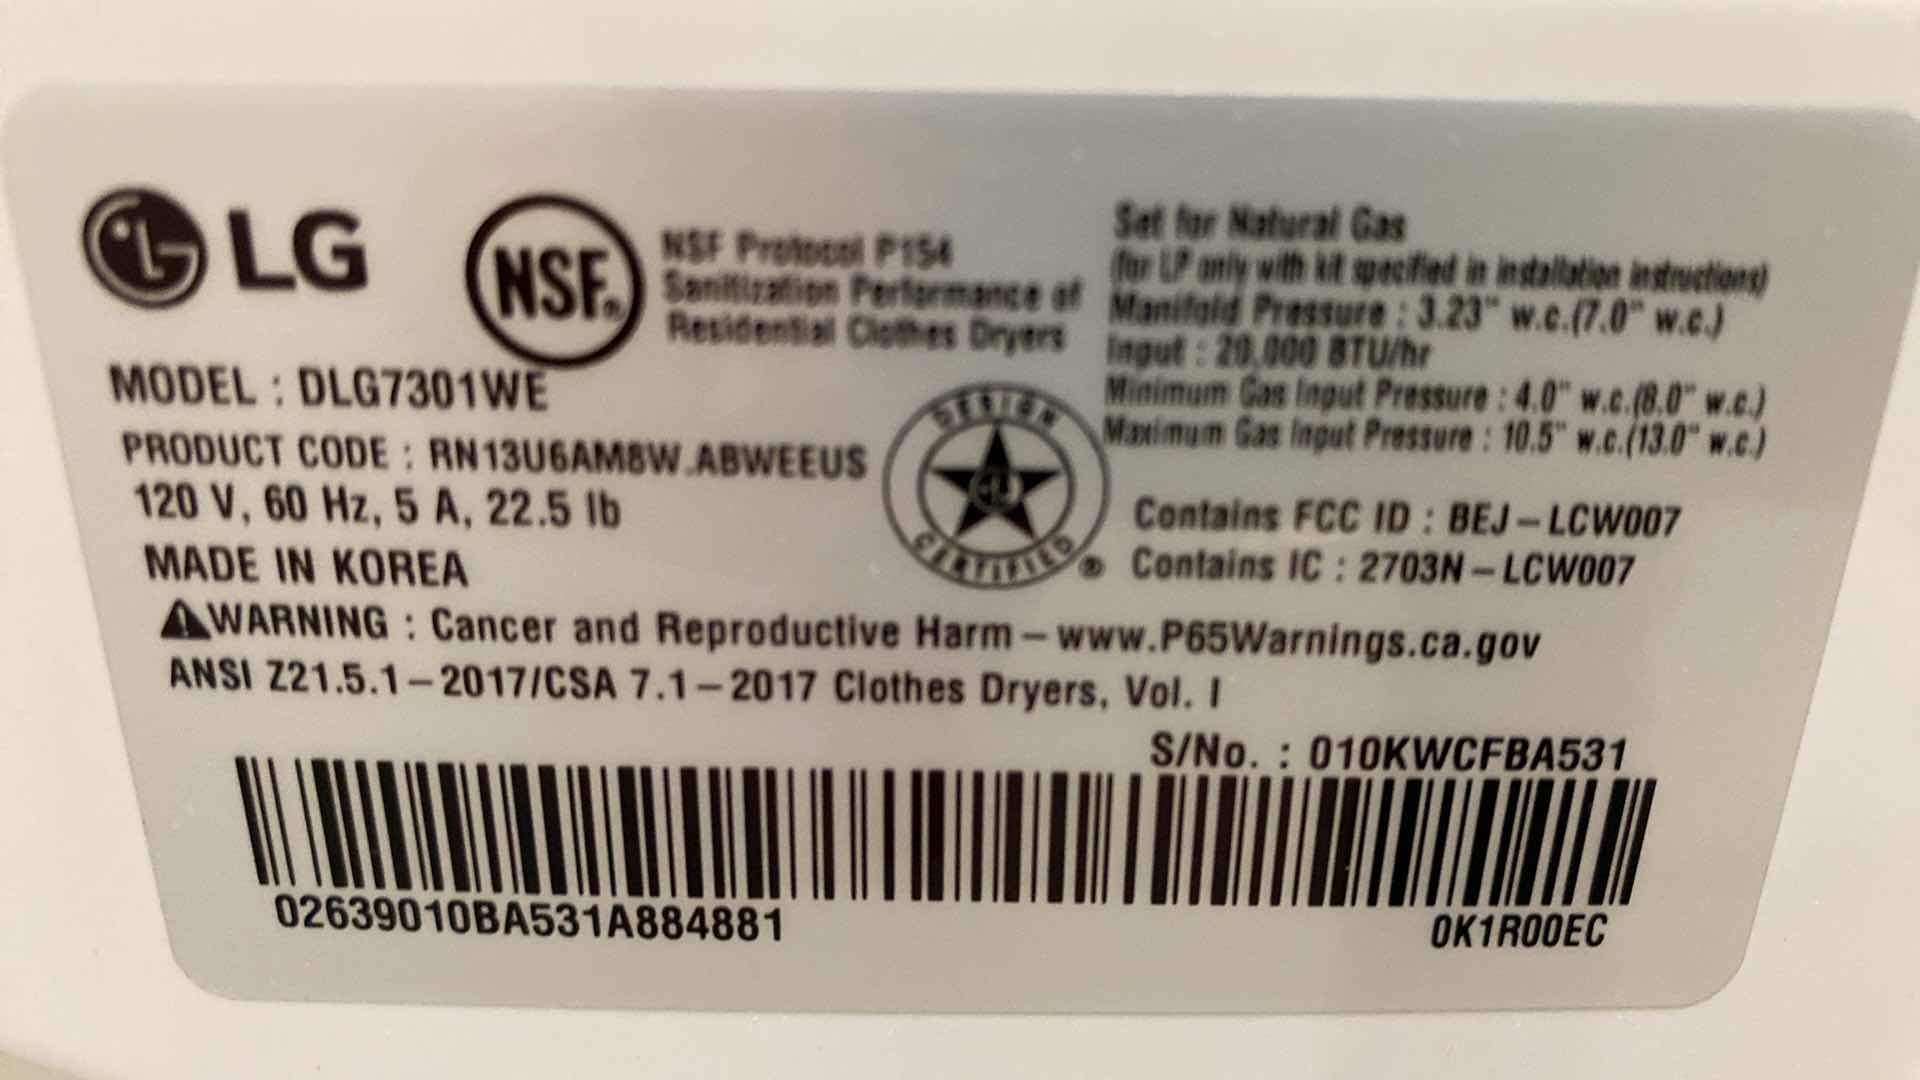 LG
NSF®
NSF Protocol P154
Sanitization Performance of
Residential Clothes Dryers
Set for Natural Gas
(for LP only with kit specified in installation instructions)
Manifold Pressure : 3.23" w.c.(7.0" w.c.)
Input : 20,000 BTU/hr
Minimum Gas Input Pressure : 4.0" w.c.(8.0" w.c.)
Maximum Gas Input Pressure : 10.5" w.c.(13.0" w.c.)
MODEL : DLG7301WE
PRODUCT CODE : RN13U6AM8W.ABWEEUS
120 V, 60 Hz, 5 A, 22.5 lb
MADE IN KOREA
DESIGN
CERTIFIED ®
Contains FCC ID : BEJ-LCW007
Contains IC : 2703N-LCW007
WARNING : Cancer and Reproductive Harm - www.P65Warnings.ca.gov
ANSI Z21.5.1-2017/CSA 7.1-2017 Clothes Dryers, Vol. I
S/No. : 010KWCFBA531
02639010BA531A884881
0K1R00EC